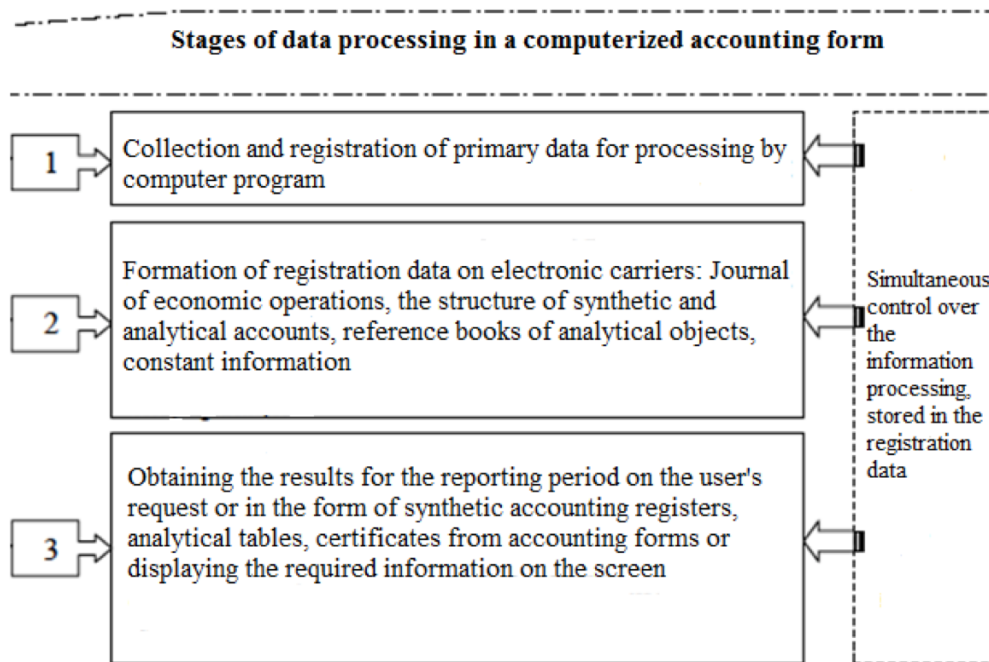 Stages of data processing in a computerized accounting form
1
Collection and registration of primary data for processing by
computer program
2
Formation of registration data on electronic carriers: Journal
of economic operations, the structure of synthetic and
analytical accounts, reference books of analytical objects,
constant information
3
Obtaining the results for the reporting period on the user's
request or in the form of synthetic accounting registers,
analytical tables, certificates from accounting forms or
displaying the required information on the screen
Simultaneous
control over
the
information
processing,
stored in the
registration
data